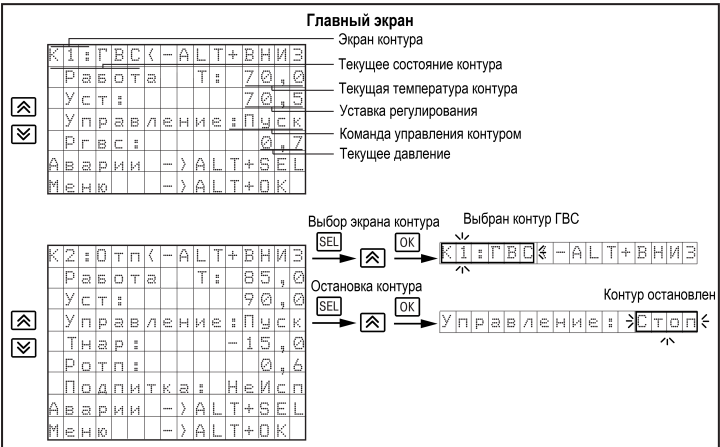 Главный экран
К1:ГВС<-ALT+ВНИЗ
Работа Т: 70,0
Уст: 70,5
Управление:Пуск
Ргвс: 0,7
Аварии ->ALT+SEL
Меню ->ALT+OK
Экран контура
Текущее состояние контура
Текущая температура контура
Уставка регулирования
Команда управления контуром
Текущее давление
К2:Отп<-ALT+ВНИЗ
Работа Т: 85,0
Уст: 90,0
Управление:Пуск
Тнар: -15,0
Ротп: 0,6
Подпитка: НеИсп
Аварии ->ALT+SEL
Меню ->ALT+OK
Выбор экрана контура
SEL OK
Выбран контур ГВС
К1:ГВС<-ALT+ВНИЗ
Остановка контура
SEL OK
Контур остановлен
Управление: Стоп